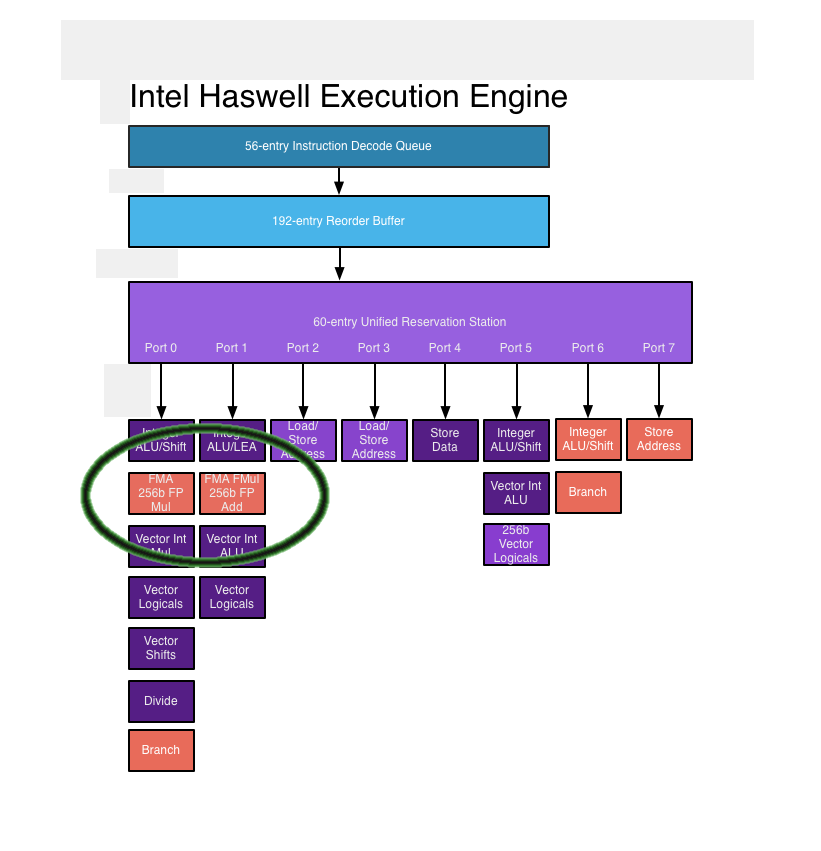 Intel Haswell Execution Engine
56-entry Instruction Decode Queue
192-entry Reorder Buffer
60-entry Unified Reservation Station
Port 0 Port 1 Port 2 Port 3 Port 4 Port 5 Port 6 Port 7
Integer
ALU/Shift
Integer
ALU/LEA
Load/
Store
Address
Load/
Store
Address
Store
Data
Integer
ALU/Shift
Integer
ALU/Shift
Store
Address
FMA
256b FP
Mul
FMA FMul
256b FP
Add
Vector Int
ALU
Branch
Vector Int
Mul
Vector Int
ALU
256b
Vector
Logicals
Vector
Logicals
Vector
Logicals
Vector
Shifts
Divide
Branch